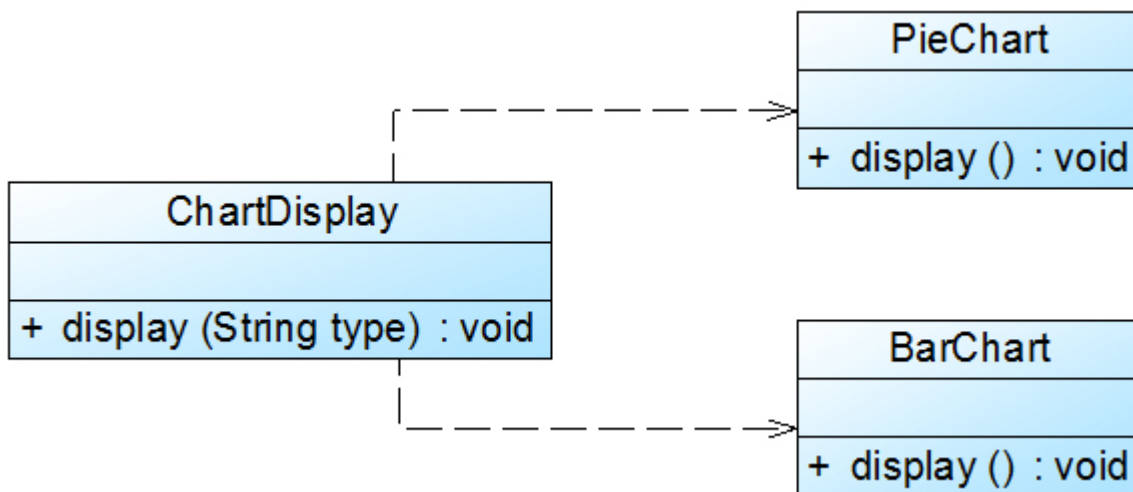 PieChart
+ display () : void
ChartDisplay
+ display (String type) : void
BarChart
+ display () : void